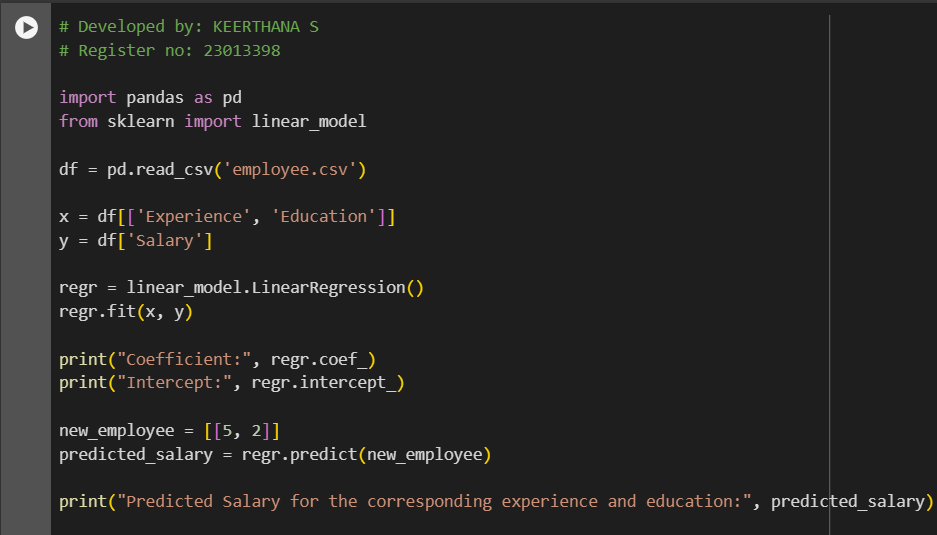 # Developed by: KEERTHANA S
# Register no: 23013398
import pandas as pd
from sklearn import linear_model
df = pd.read_csv('employee.csv')
x = df[['Experience', 'Education']]
y = df['Salary']
regr = linear_model.LinearRegression()
regr.fit(x, y)
print("Coefficient:", regr.coef_)
print("Intercept:", regr.intercept_)
new_employee = [[5, 2]]
predicted_salary = regr.predict(new_employee)
print("Predicted Salary for the corresponding experience and education:", predicted_salary)